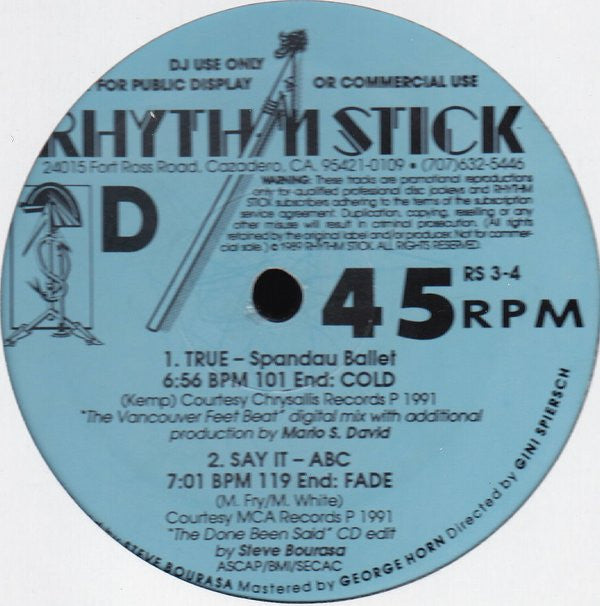 DJ USE ONLY
FOR PUBLIC DISPLAY OR COMMERCIAL USE
RHYTHM STICK
24015 Fort Ross Road, Cazadero, CA. 95421-0109 • (707)632-5446
WARNING: These tracks are promotional reproductions
only for qualified professional disc jockeys and RHYTHM
STICK subscribers adhering to the terms of the subscription
service agreement. Duplication, copying, reselling or any
other misuse will result in criminal prosecution. (All rights
retained by the original label and/or producer. Not for commer-
cial sale.) © 1989 RHYTHM STICK. ALL RIGHTS RESERVED.
D
RS 3-4
45 RPM
1. TRUE – Spandau Ballet
6:56 BPM 101 End: COLD
(Kemp) Courtesy Chrysallis Records P 1991
"The Vancouver Feet Beat" digital mix with additional
production by Mario S. David
2. SAY IT – ABC
7:01 BPM 119 End: FADE
(M. Fry/M. White)
Courtesy MCA Records P 1991
"The Done Been Said" CD edit
by Steve Bourasa
ASCAP/BMI/SECAC
by STEVE BOURASA Mastered by GEORGE HORN Directed by GINI SPIERSCH